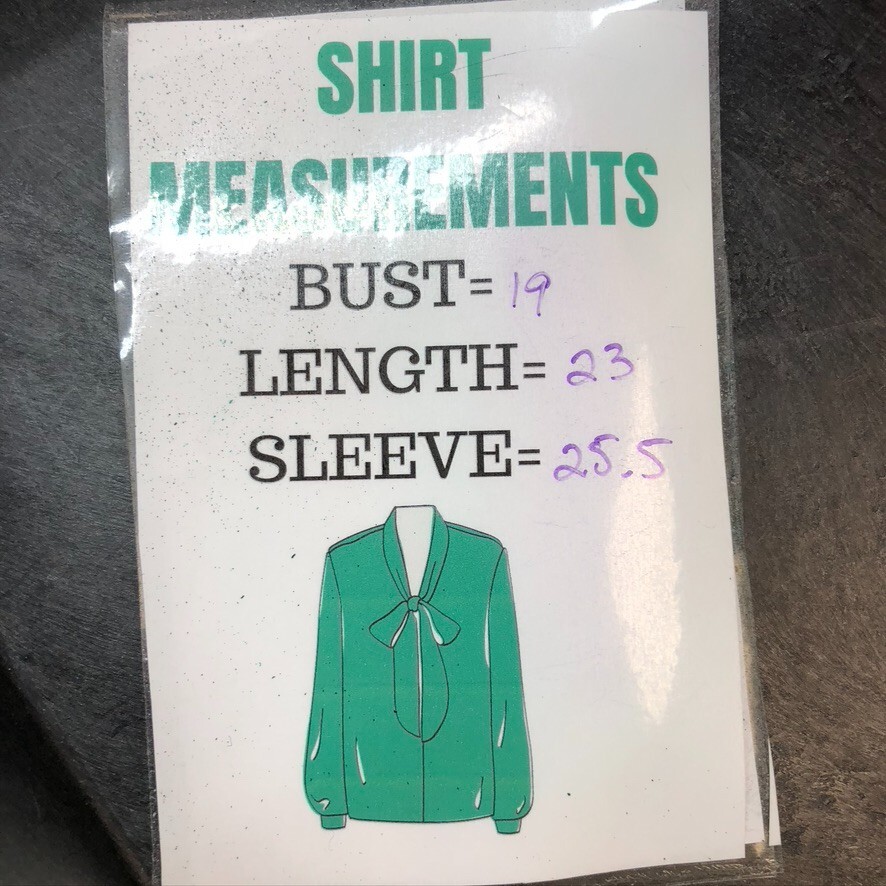 SHIRT
MEASUREMENTS
BUST= 19
LENGTH= 23
SLEEVE= 25.5